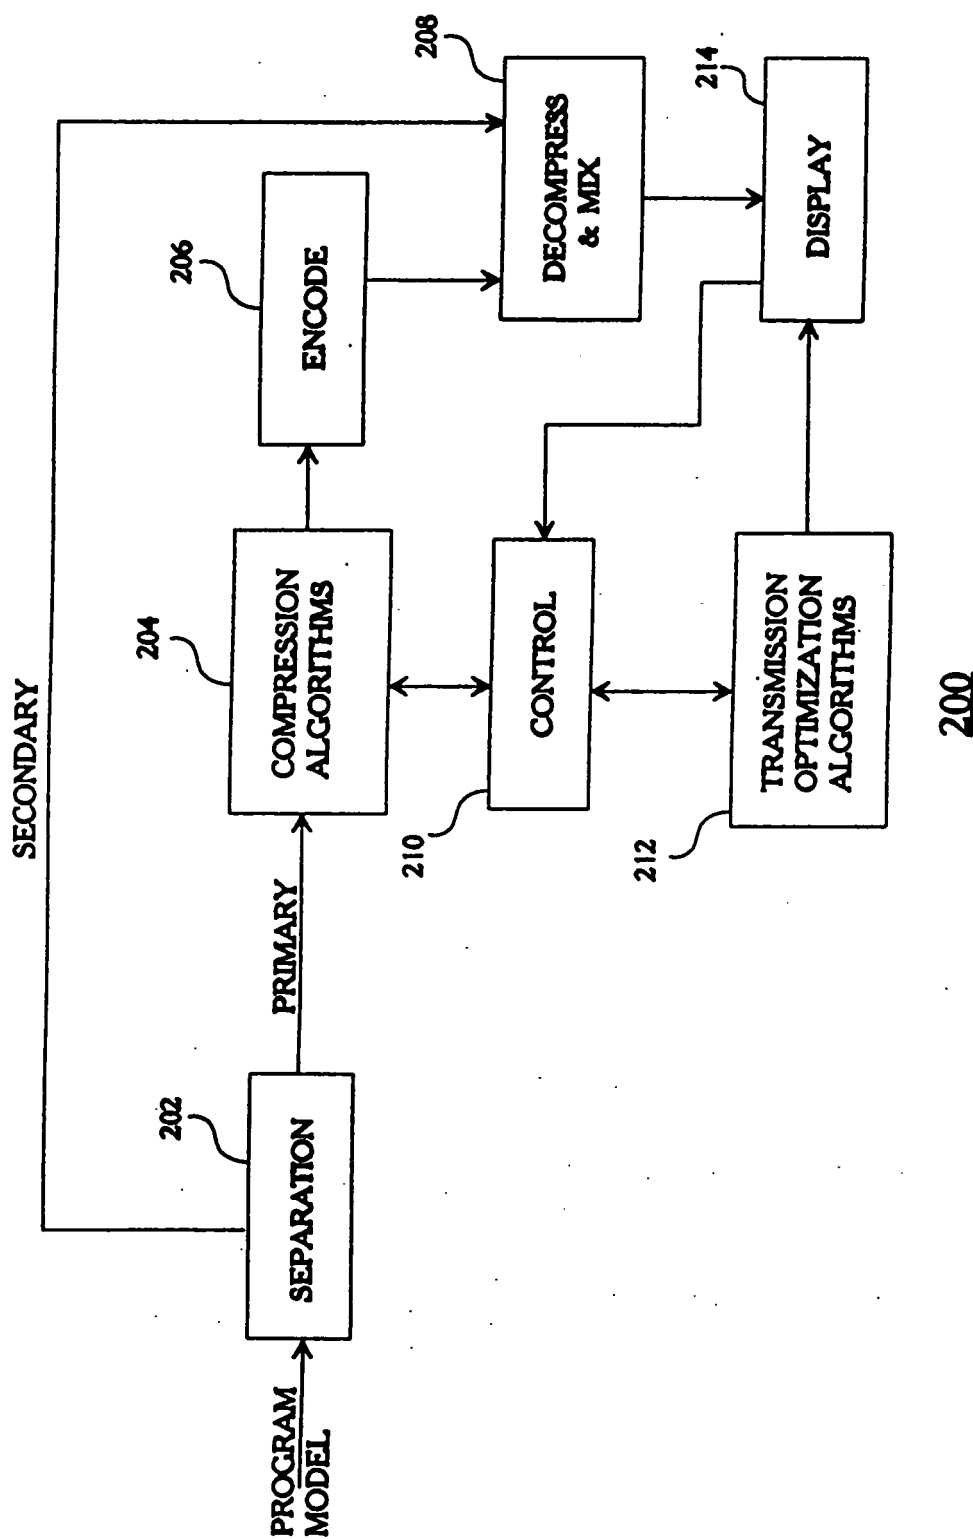 SECONDARY
PROGRAM
MODEL
202
SEPARATION
PRIMARY
204
COMPRESSION
ALGORITHMS
206
ENCODE
208
DECOMPRESS
& MIX
210
CONTROL
212
TRANSMISSION
OPTIMIZATION
ALGORITHMS
214
DISPLAY
200